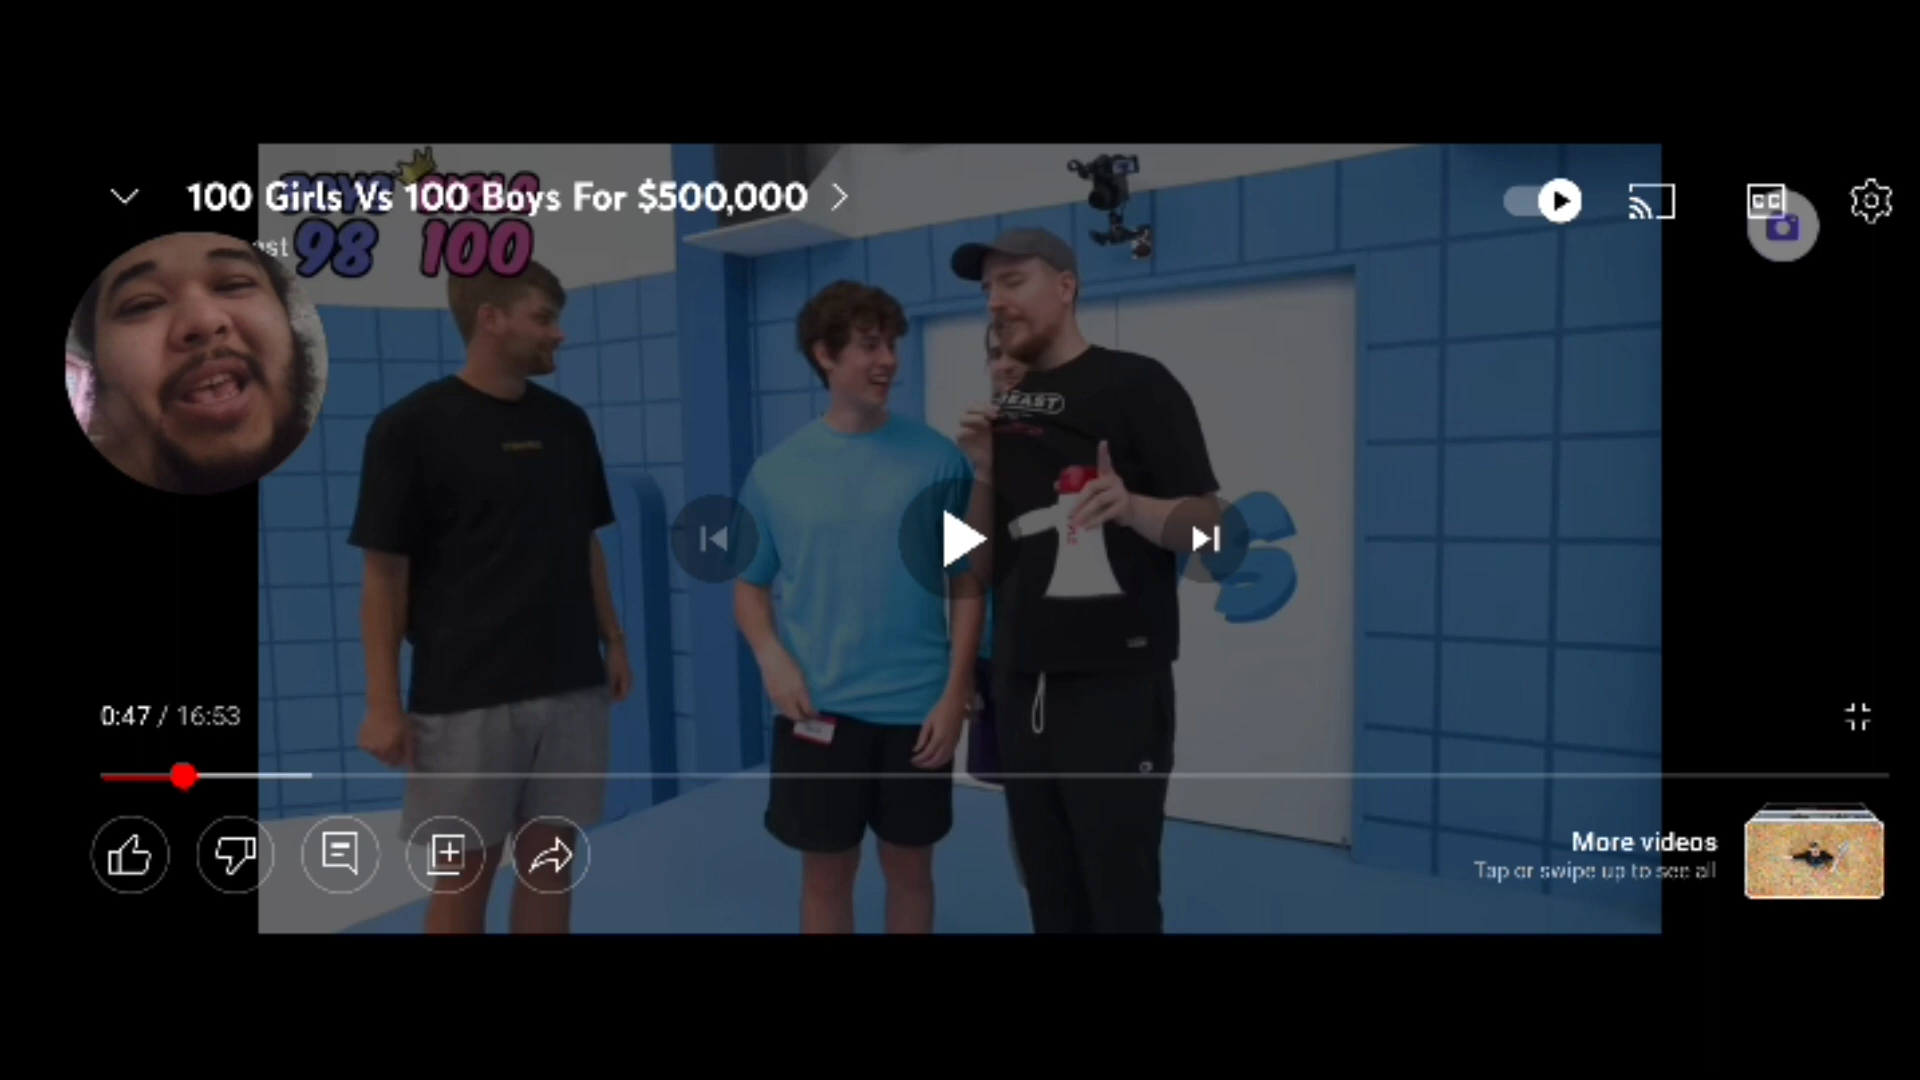 100 Girls Vs 100 Boys For $500,000
98 100
CC
0:47 / 16:53
More videos
Tap or swipe up to see all